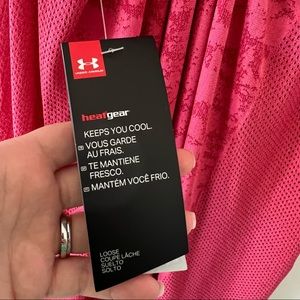 UNDER ARMOUR
heatgear
KEEPS YOU COOL.
VOUS GARDE
AU FRAIS.
TE MANTIENE
FRESCO.
MANTÉM VOCÊ FRIO.
LOOSE
COUPE LÂCHE
SUELTO
SOLTO